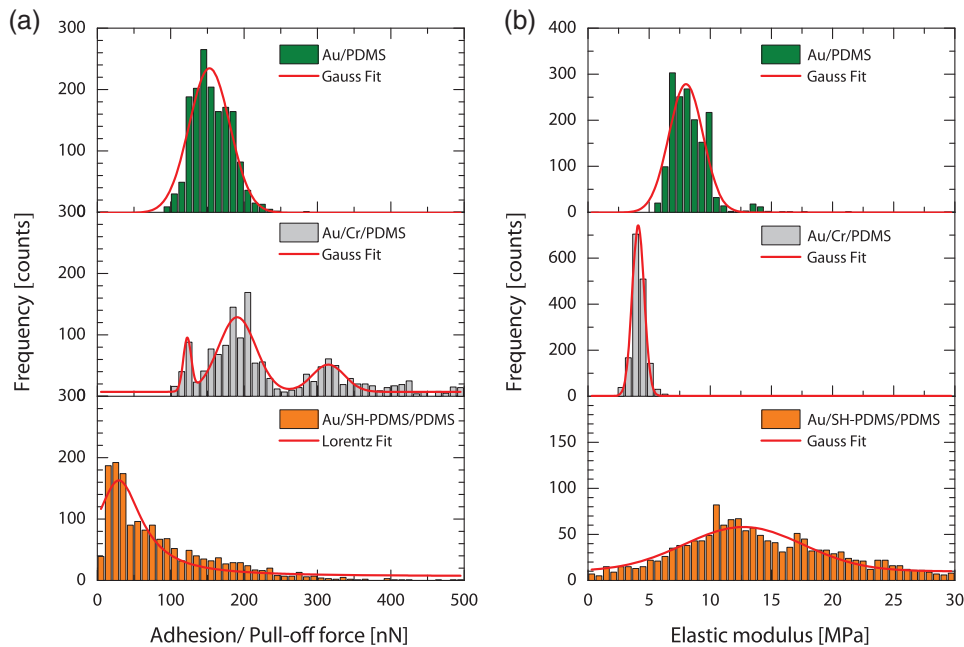 (a)
Frequency [counts]
300
200
100
300
Au/PDMS
Gauss Fit
200
100
300
Au/Cr/PDMS
Gauss Fit
200
100
0
Au/SH-PDMS/PDMS
Lorentz Fit
0 100 200 300 400 500
Adhesion/ Pull-off force [nN]
(b)
Frequency [counts]
400
300
200
100
0
Au/PDMS
Gauss Fit
600
400
200
0
Au/Cr/PDMS
Gauss Fit
150
100
50
0
Au/SH-PDMS/PDMS
Gauss Fit
0 5 10 15 20 25 30
Elastic modulus [MPa]